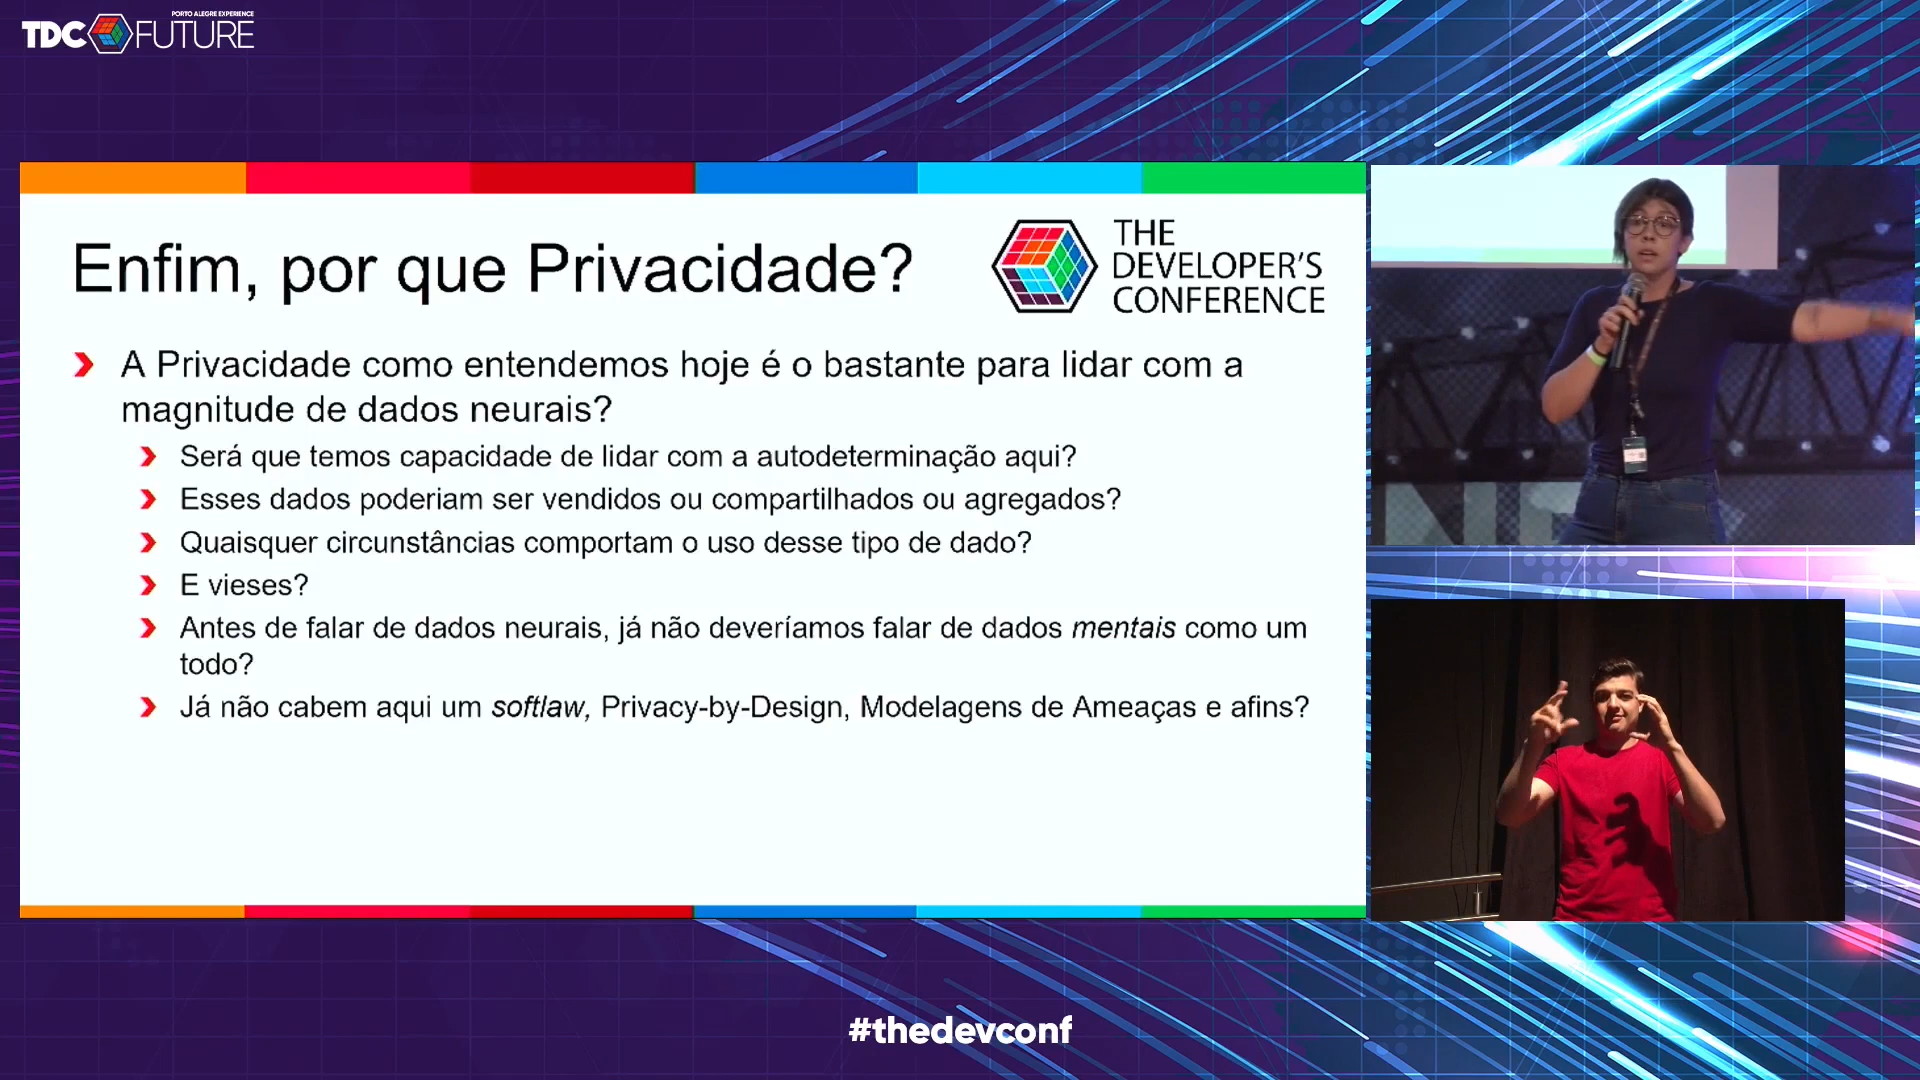 PORTO ALEGRE EXPERIENCE
TDC FUTURE
Enfim, por que Privacidade?
THE
DEVELOPER'S
CONFERENCE
A Privacidade como entendemos hoje é o bastante para lidar com a
magnitude de dados neurais?
Será que temos capacidade de lidar com a autodeterminação aqui?
Esses dados poderiam ser vendidos ou compartilhados ou agregados?
Quaisquer circunstâncias comportam o uso desse tipo de dado?
E vieses?
Antes de falar de dados neurais, já não deveríamos falar de dados mentais como um
todo?
Já não cabem aqui um softlaw, Privacy-by-Design, Modelagens de Ameaças e afins?
#thedevconf